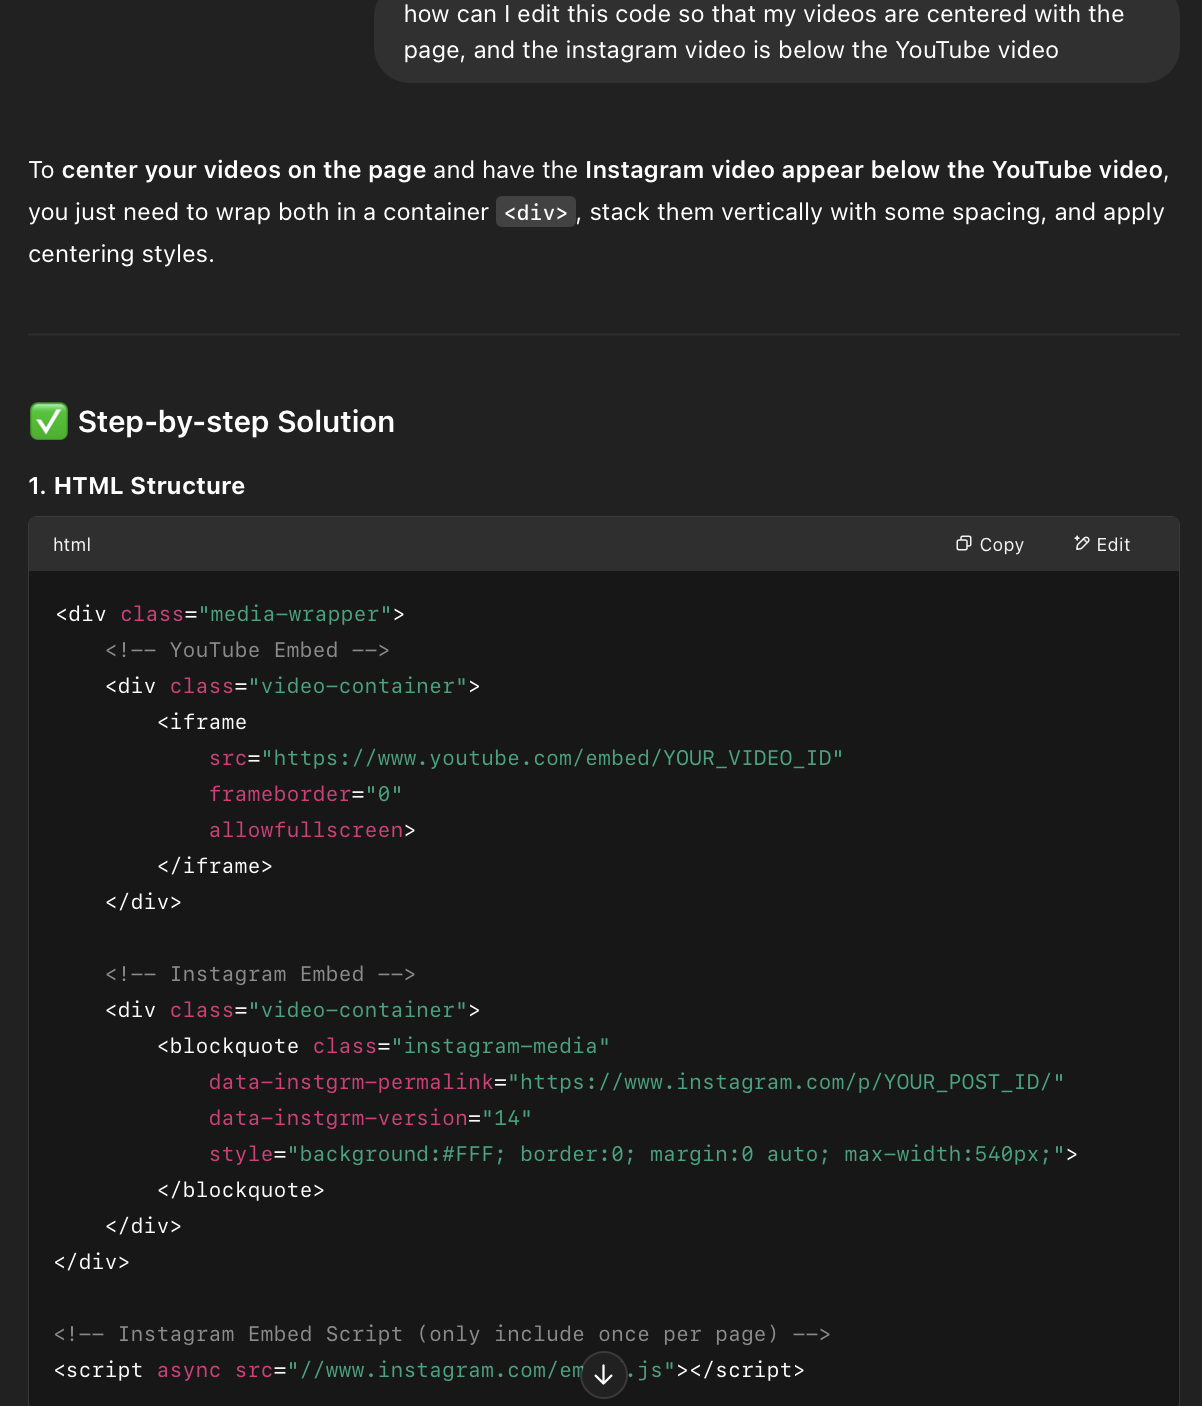 how can I edit this code so that my videos are centered with the
page, and the instagram video is below the YouTube video
To center your videos on the page and have the Instagram video appear below the YouTube video,
you just need to wrap both in a container <div>, stack them vertically with some spacing, and apply
centering styles.
✅ Step-by-step Solution
1. HTML Structure
html Copy Edit
<div class="media-wrapper">
    <!-- YouTube Embed -->
    <div class="video-container">
        <iframe
            src="https://www.youtube.com/embed/YOUR_VIDEO_ID"
            frameborder="0"
            allowfullscreen>
        </iframe>
    </div>
    <!-- Instagram Embed -->
    <div class="video-container">
        <blockquote class="instagram-media"
            data-instgrm-permalink="https://www.instagram.com/p/YOUR_POST_ID/"
            data-instgrm-version="14"
            style="background:#FFF; border:0; margin:0 auto; max-width:540px;">
        </blockquote>
    </div>
</div>
<!-- Instagram Embed Script (only include once per page) -->
<script async src="//www.instagram.com/em .js"></script>